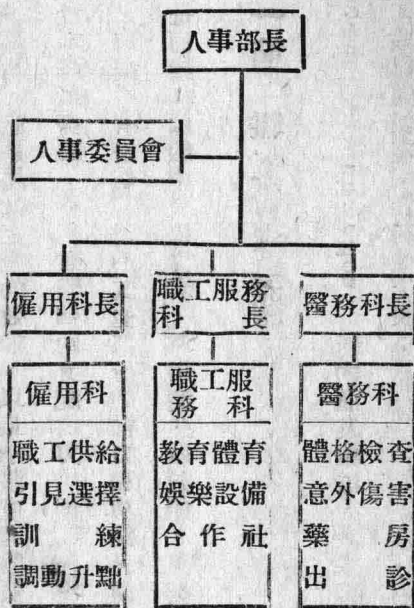 人事部長
人事委員會
僱用科長
職工服務
科長
醫務科長
僱用科
職工供給
引見選擇
訓練
調動升黜
職工服
務科
教育體育
娛樂設備
合作社
醫務科
體格檢查
意外傷害
藥房
出診